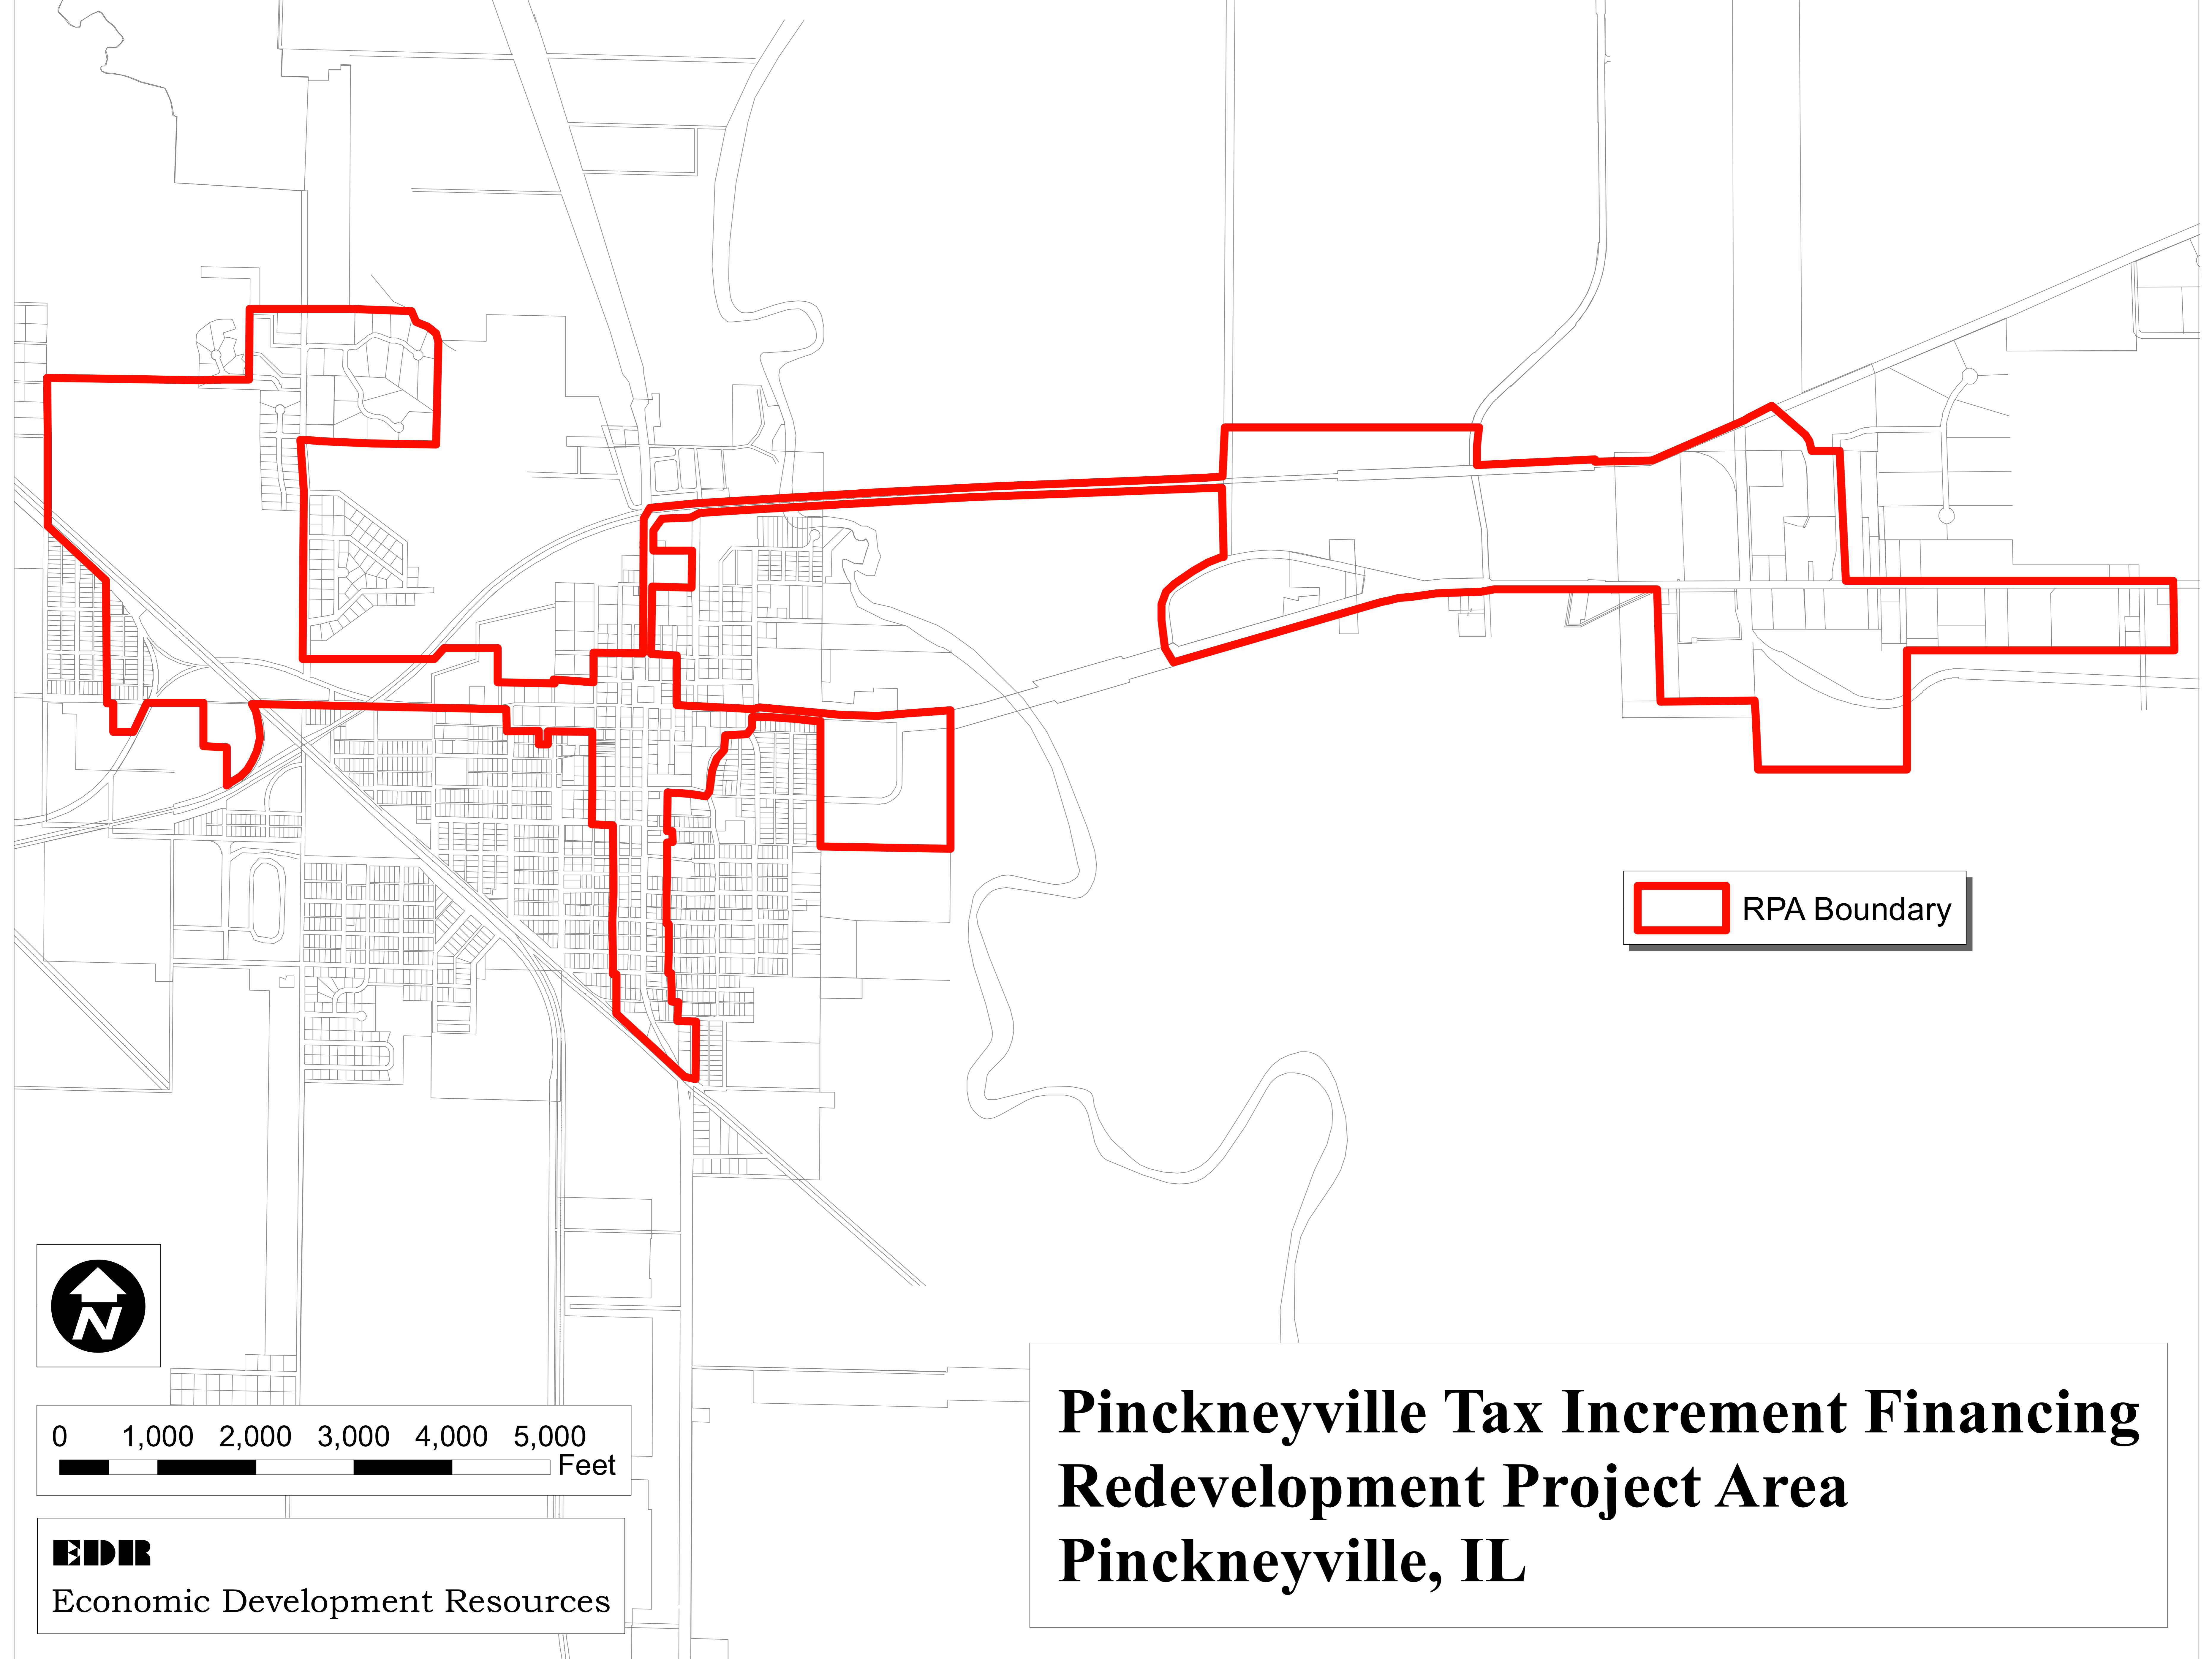 RPA Boundary
N
0 1,000 2,000 3,000 4,000 5,000
Feet
EDR
Economic Development Resources
Pinckneyville Tax Increment Financing
Redevelopment Project Area
Pinckneyville, IL